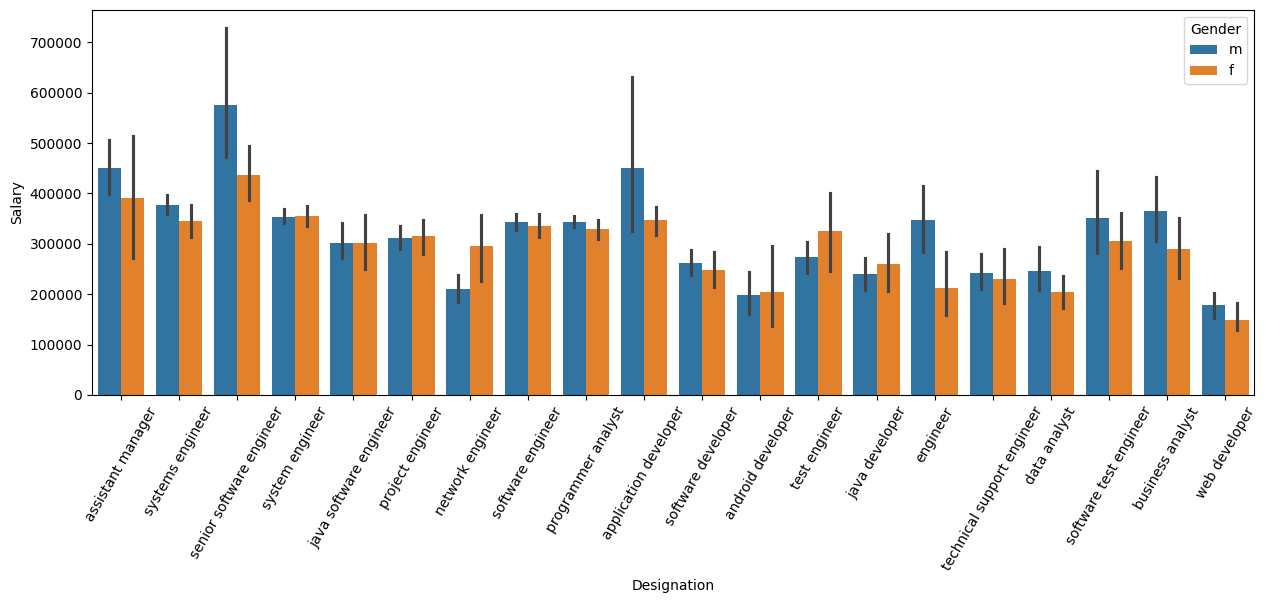 Gender
m
f
Salary
700000
600000
500000
400000
300000
200000
100000
0
assistant manager
systems engineer
senior software engineer
system engineer
java software engineer
project engineer
network engineer
software engineer
programmer analyst
application developer
software developer
android developer
test engineer
java developer
engineer
technical support engineer
data analyst
software test engineer
business analyst
web developer
Designation